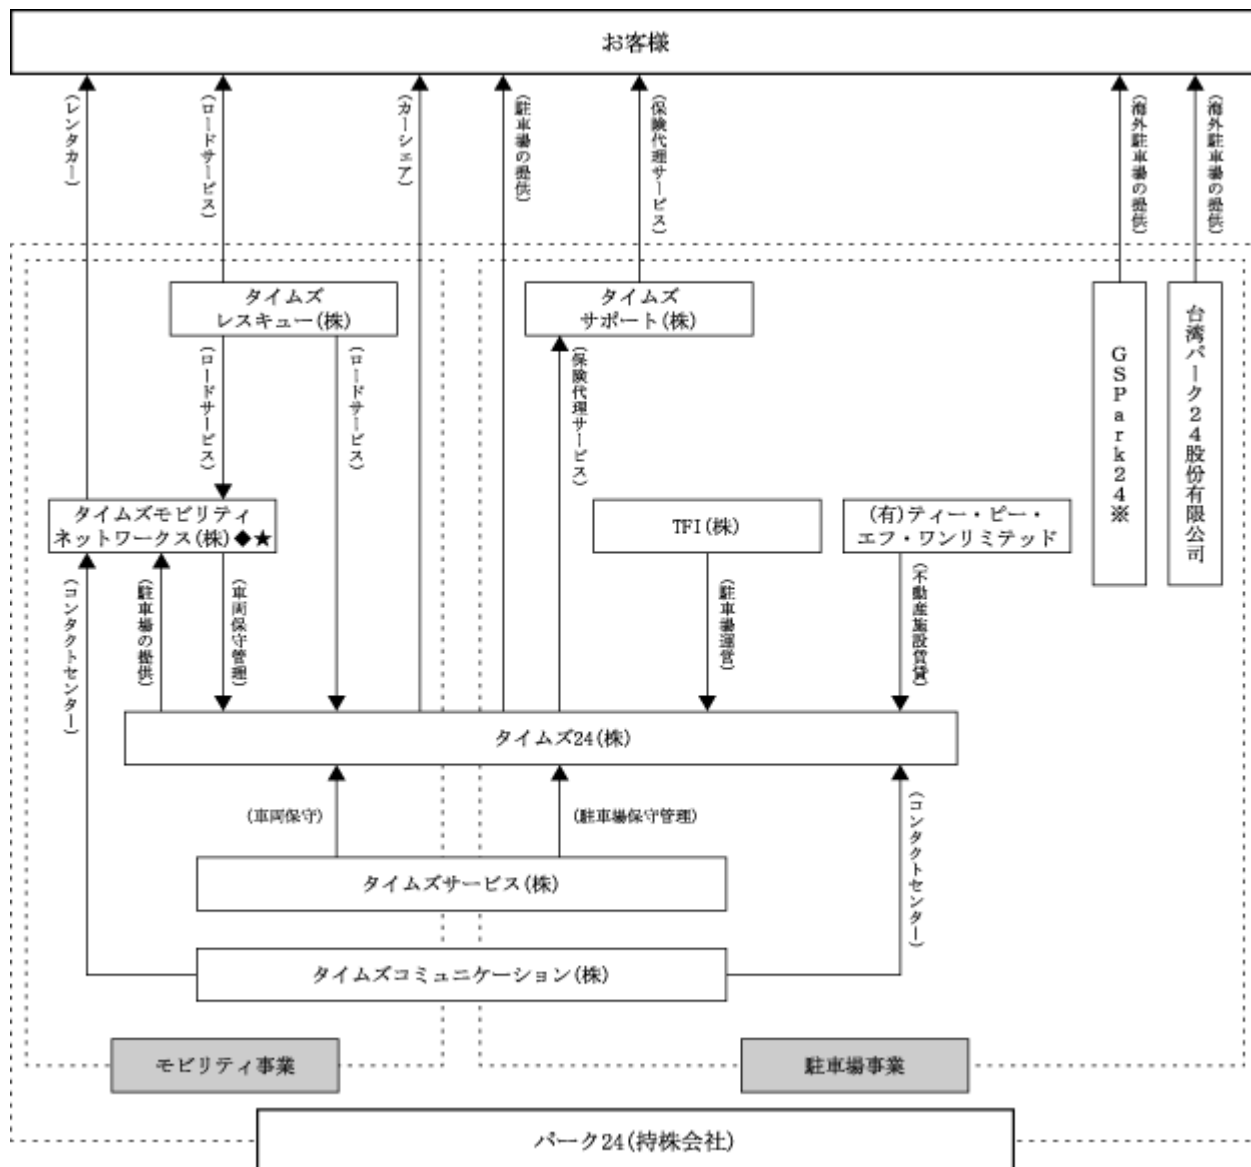 お客様
(レンタカー)
(ロードサービス)
(カーシェア)
(駐車場の提供)
(保険代理サービス)
(海外駐車場の提供)
(海外駐車場の提供)
タイムズ
レスキュー(株)
タイムズ
サポート(株)
GSPark24※
台湾パーク24股份有限公司
(ロードサービス)
(ロードサービス)
(保険代理サービス)
タイムズモビリティ
ネットワークス(株)◆★
TFI(株)
(有)ティー・ピー・
エフ・ワンリミテッド
(コンタクトセンター)
(駐車場の提供)
(車両保守管理)
(駐車場運営)
(不動産施設賃貸)
タイムズ24(株)
(車両保守)
(駐車場保守管理)
(コンタクトセンター)
タイムズサービス(株)
タイムズコミュニケーション(株)
モビリティ事業
駐車場事業
パーク24(持株会社)